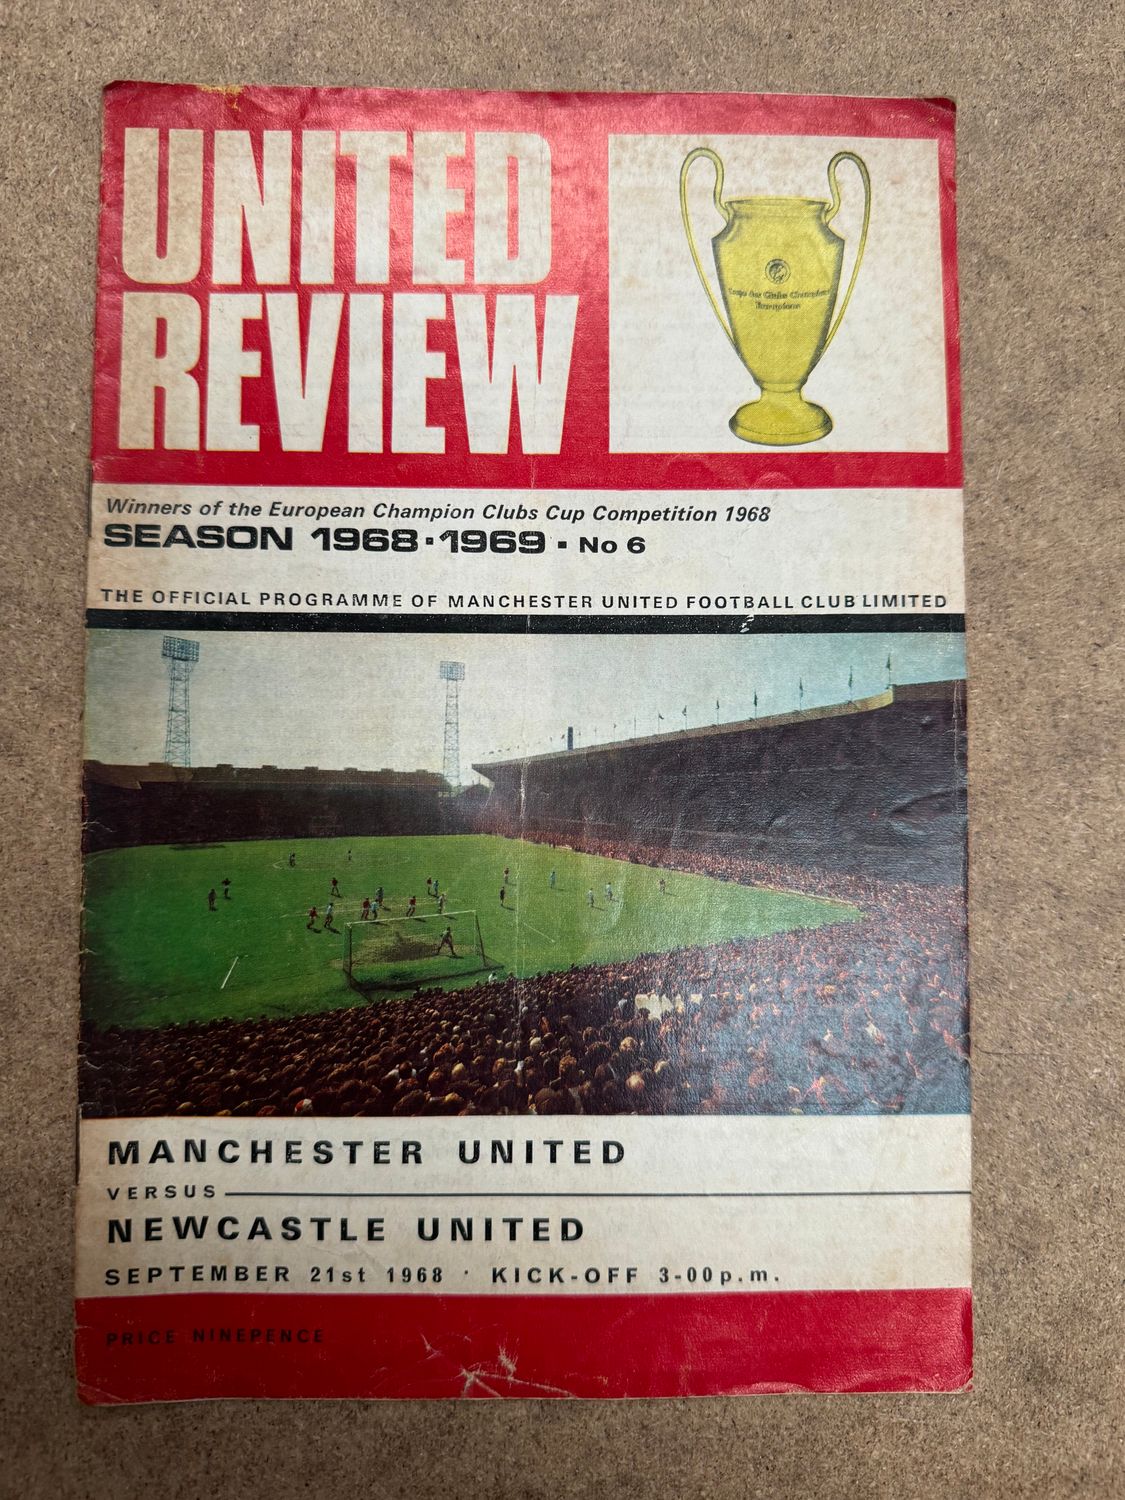 UNITED
REVIEW
Winners of the European Champion Clubs Cup Competition 1968
SEASON 1968·1969 · No 6
THE OFFICIAL PROGRAMME OF MANCHESTER UNITED FOOTBALL CLUB LIMITED
MANCHESTER UNITED
VERSUS
NEWCASTLE UNITED
SEPTEMBER 21st 1968 · KICK-OFF 3-00p.m.
PRICE NINEPENCE